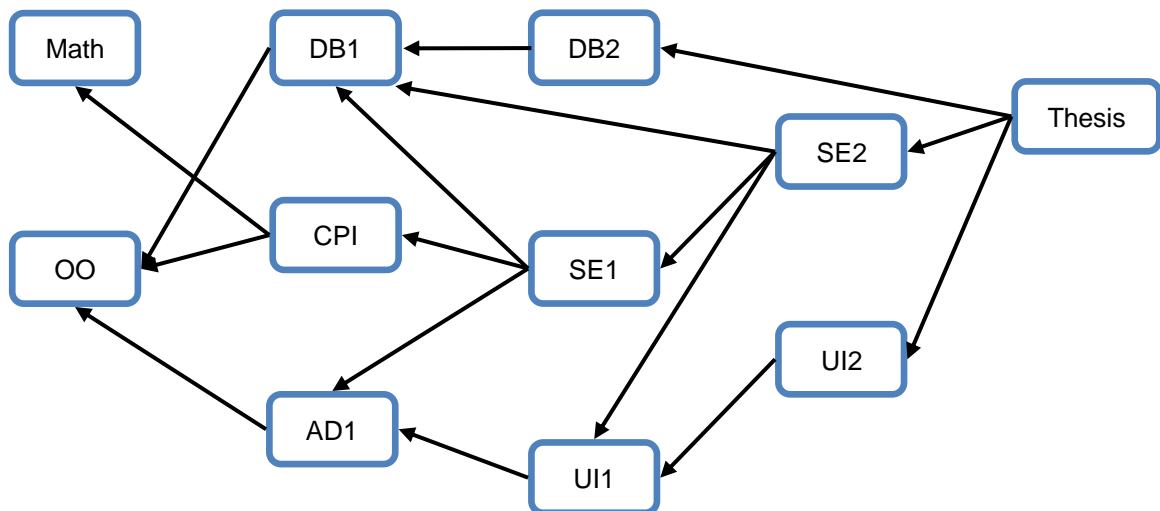 Math
DB1
DB2
Thesis
SE2
CPI
OO
SE1
UI2
AD1
UI1